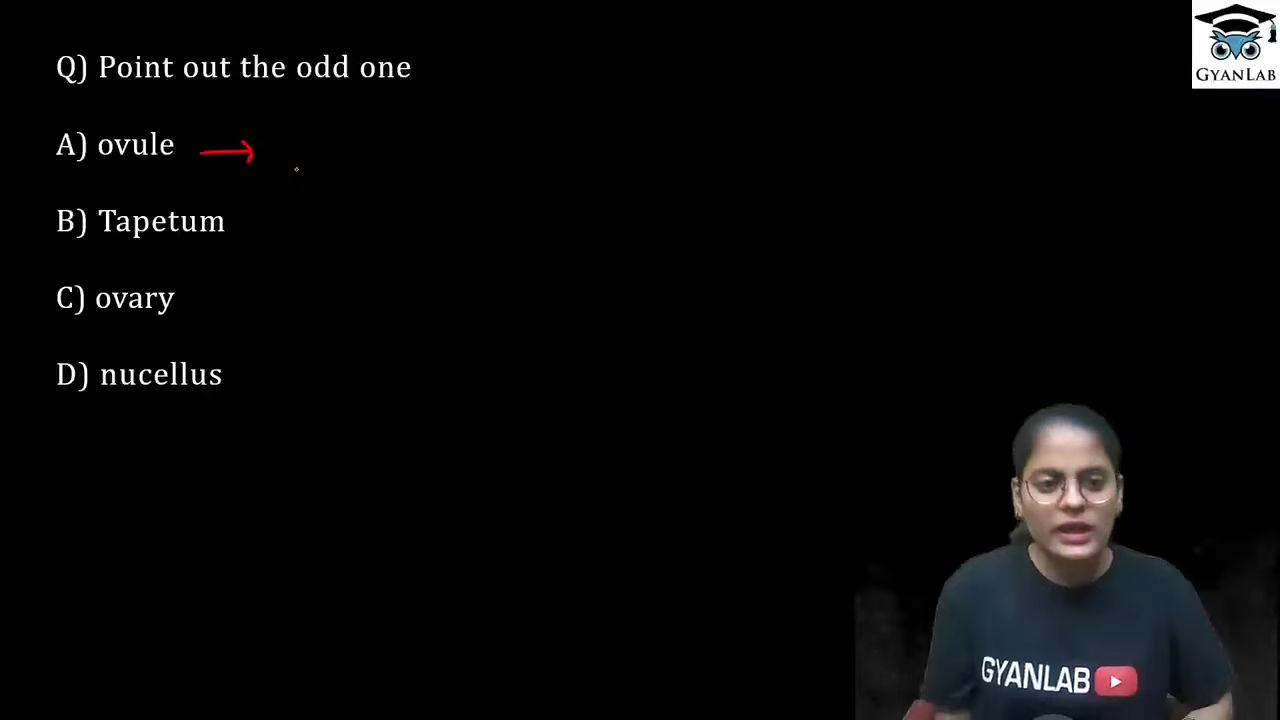 Q) Point out the odd one
A) ovule
B) Tapetum
C) ovary
D) nucellus
GYANLAB
GYANLAB